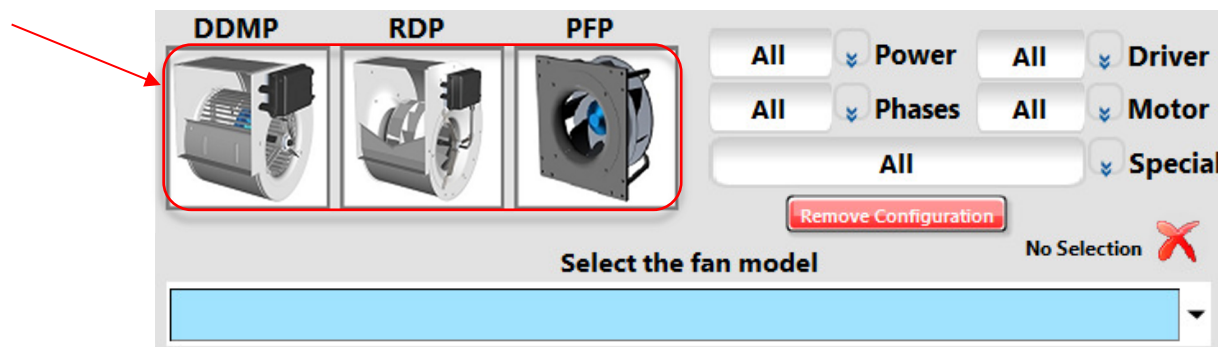 DDMP RDP PFP
All Power All Driver
All Phases All Motor
All Special
Remove Configuration
No Selection
Select the fan model